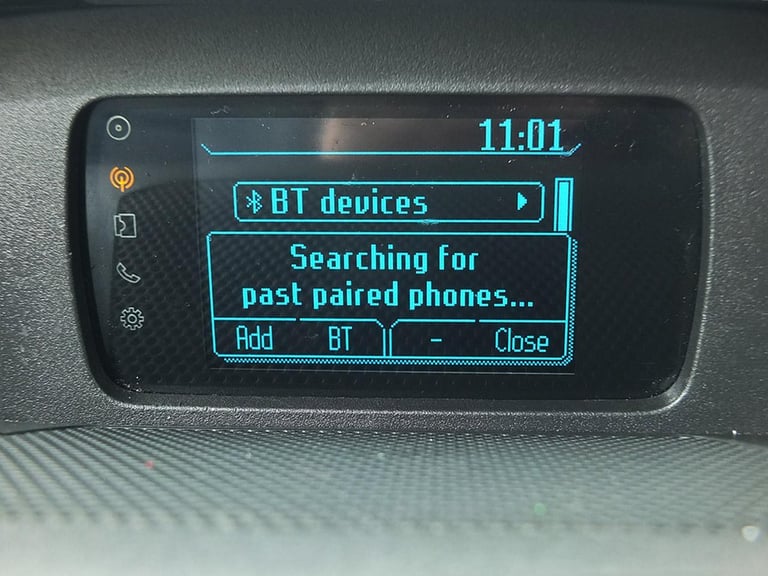 11:01
BT devices
Searching for
past paired phones...
Add BT - Close